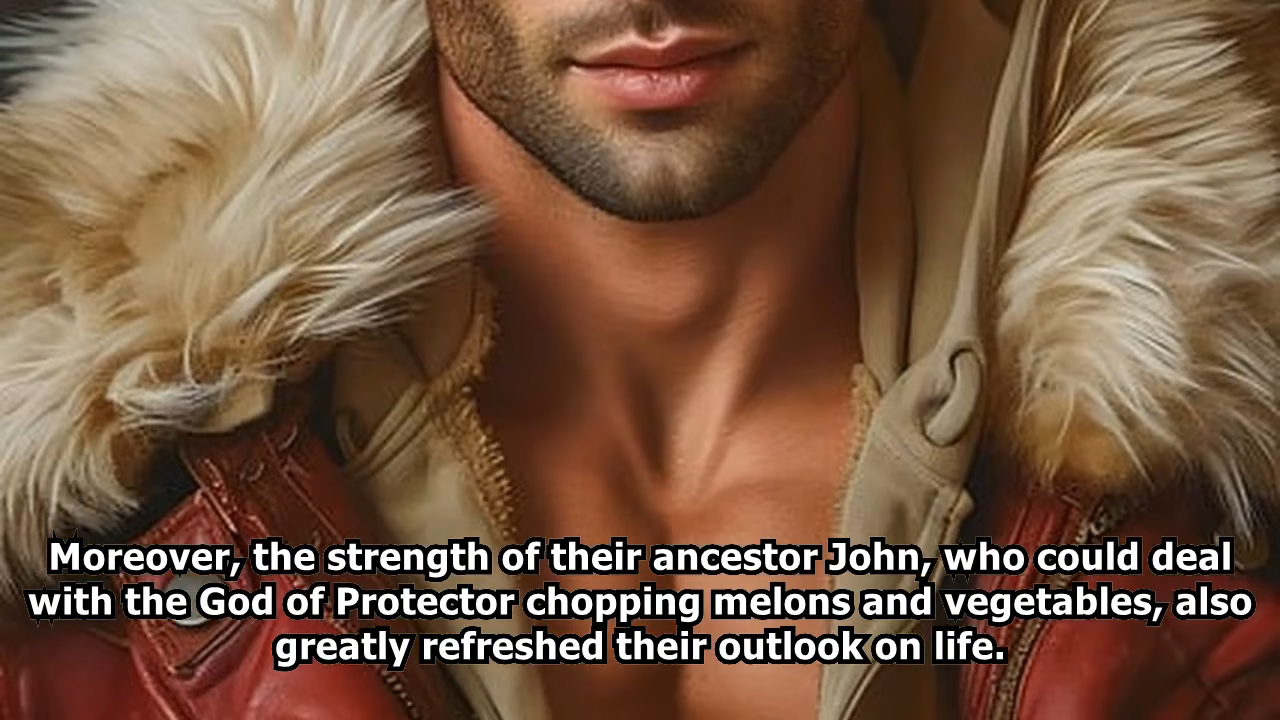 Moreover, the strength of their ancestor John, who could deal
with the God of Protector chopping melons and vegetables, also
greatly refreshed their outlook on life.